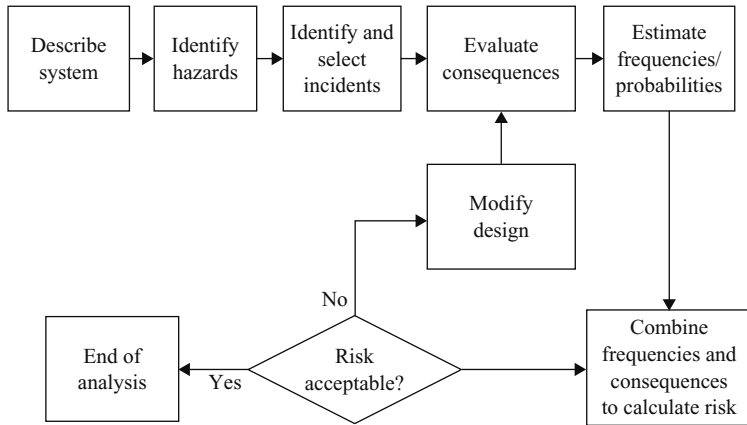 Describe
system
Identify
hazards
Identify and
select
incidents
Evaluate
consequences
Estimate
frequencies/
probabilities
Modify
design
No
End of
analysis
Yes
Risk
acceptable?
Combine
frequencies and
consequences
to calculate risk